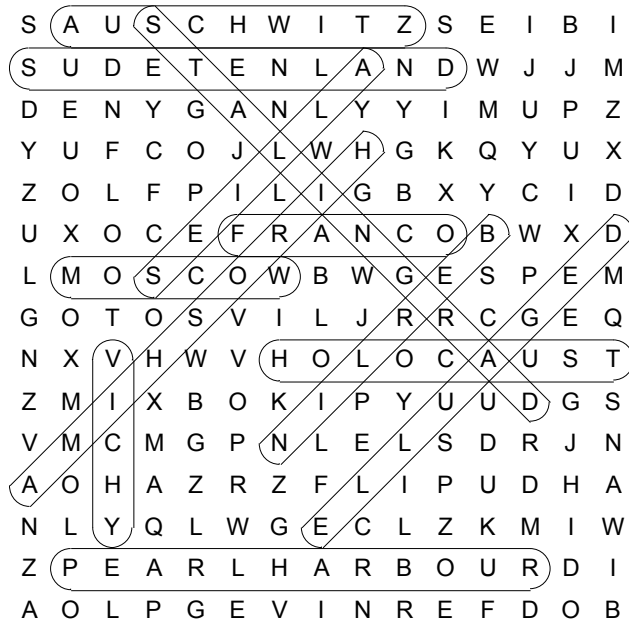 S A U S C H W I T Z S E I B I
S U D E T E N L A N D W J J M
D E N Y G A N L Y Y I M U P Z
Y U F C O J L W H G K Q Y U X
Z O L F P I L I G B X Y C I D
U X O C E F R A N C O B W X D
L M O S C O W B W G E S P E M
G O T O S V I L J R R C G E Q
N X V H W V H O L O C A U S T
Z M I X B O K I P Y U U D G S
V M C M G P N L E L S D R J N
A O H A Z R Z F L I P U D H A
N L Y Q L W G E C L Z K M I W
Z P E A R L H A R B O U R D I
A O L P G E V I N R E F D O B